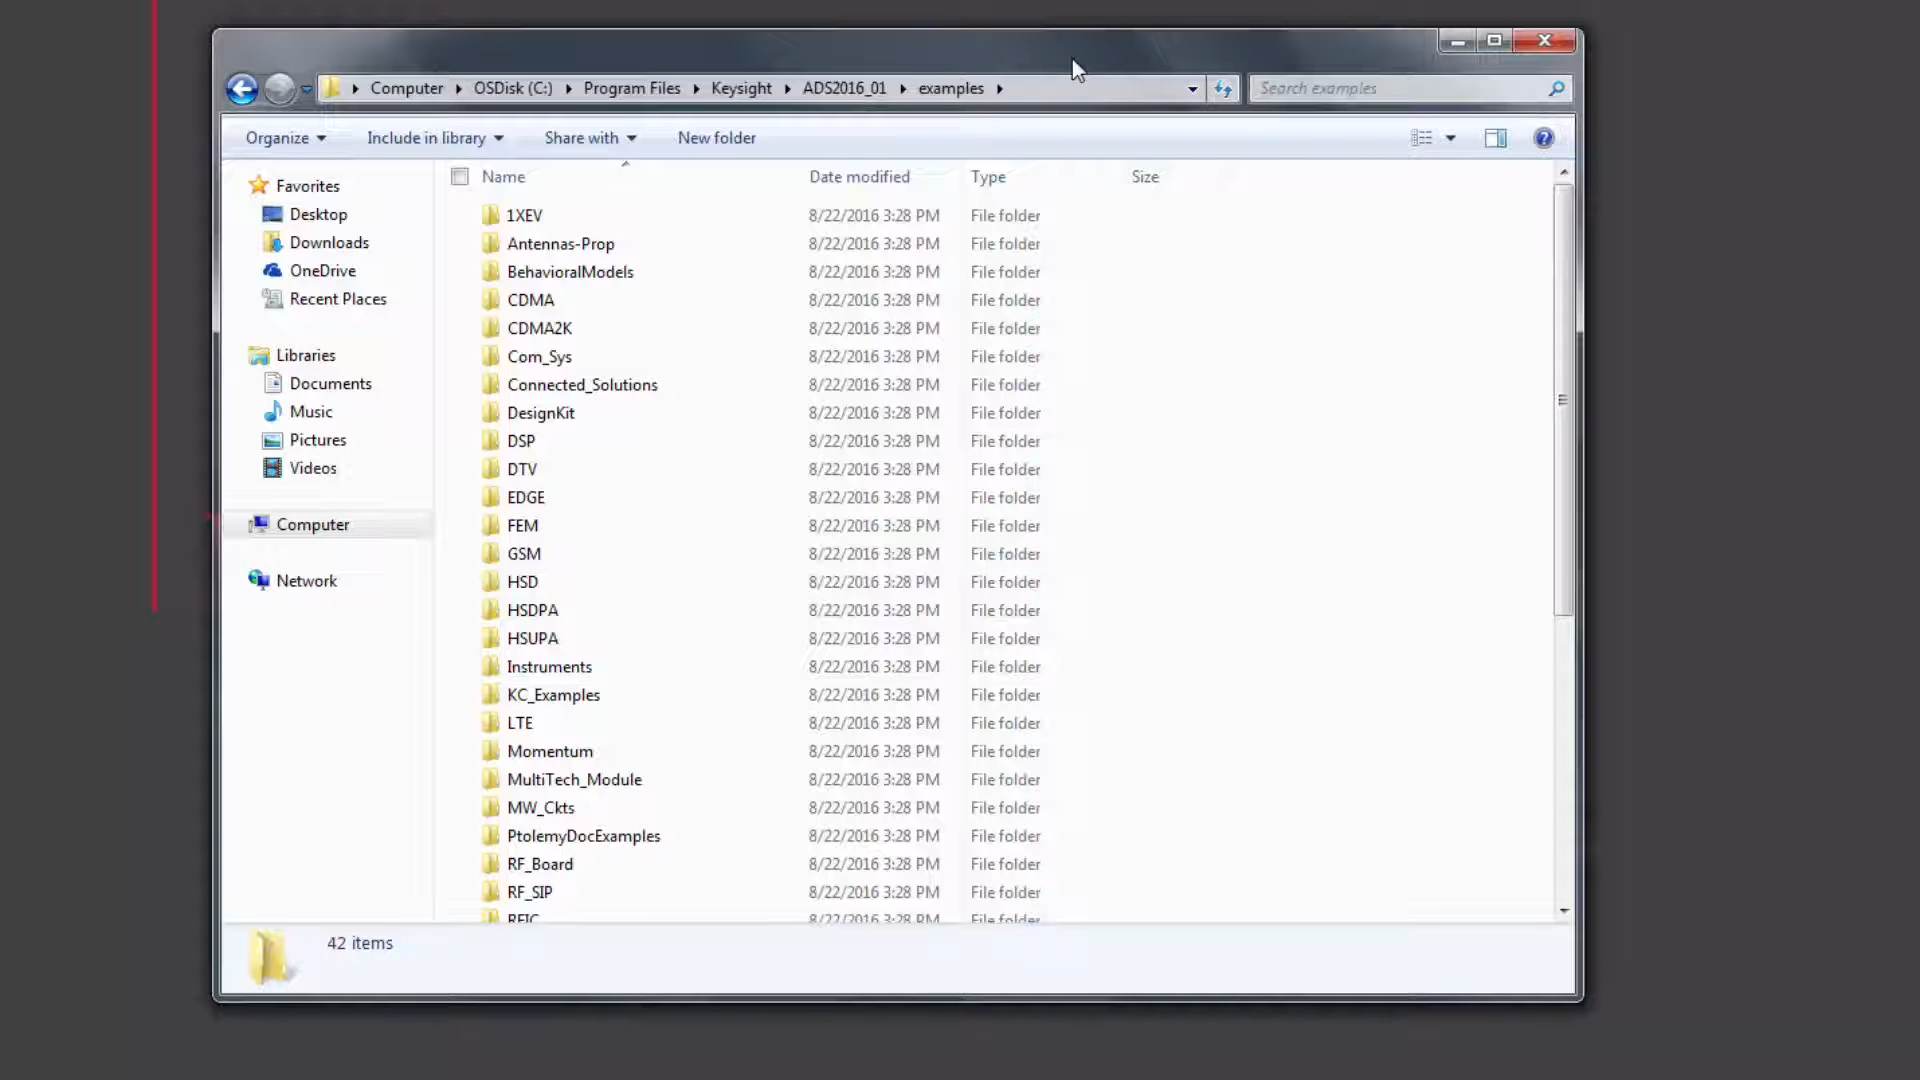 Computer OSDisk (C:) Program Files Keysight ADS2016_01 examples Search examples
Organize Include in library Share with New folder
Favorites
Desktop
Downloads
OneDrive
Recent Places
Libraries
Documents
Music
Pictures
Videos
Computer
Network
Name Date modified Type Size
1XEV 8/22/2016 3:28 PM File folder
Antennas-Prop 8/22/2016 3:28 PM File folder
BehavioralModels 8/22/2016 3:28 PM File folder
CDMA 8/22/2016 3:28 PM File folder
CDMA2K 8/22/2016 3:28 PM File folder
Com_Sys 8/22/2016 3:28 PM File folder
Connected_Solutions 8/22/2016 3:28 PM File folder
DesignKit 8/22/2016 3:28 PM File folder
DSP 8/22/2016 3:28 PM File folder
DTV 8/22/2016 3:28 PM File folder
EDGE 8/22/2016 3:28 PM File folder
FEM 8/22/2016 3:28 PM File folder
GSM 8/22/2016 3:28 PM File folder
HSD 8/22/2016 3:28 PM File folder
HSDPA 8/22/2016 3:28 PM File folder
HSUPA 8/22/2016 3:28 PM File folder
Instruments 8/22/2016 3:28 PM File folder
KC_Examples 8/22/2016 3:28 PM File folder
LTE 8/22/2016 3:28 PM File folder
Momentum 8/22/2016 3:28 PM File folder
MultiTech_Module 8/22/2016 3:28 PM File folder
MW_Ckts 8/22/2016 3:28 PM File folder
PtolemyDocExamples 8/22/2016 3:28 PM File folder
RF_Board 8/22/2016 3:28 PM File folder
RF_SIP 8/22/2016 3:28 PM File folder
RFIC 8/22/2016 3:28 PM File folder
42 items